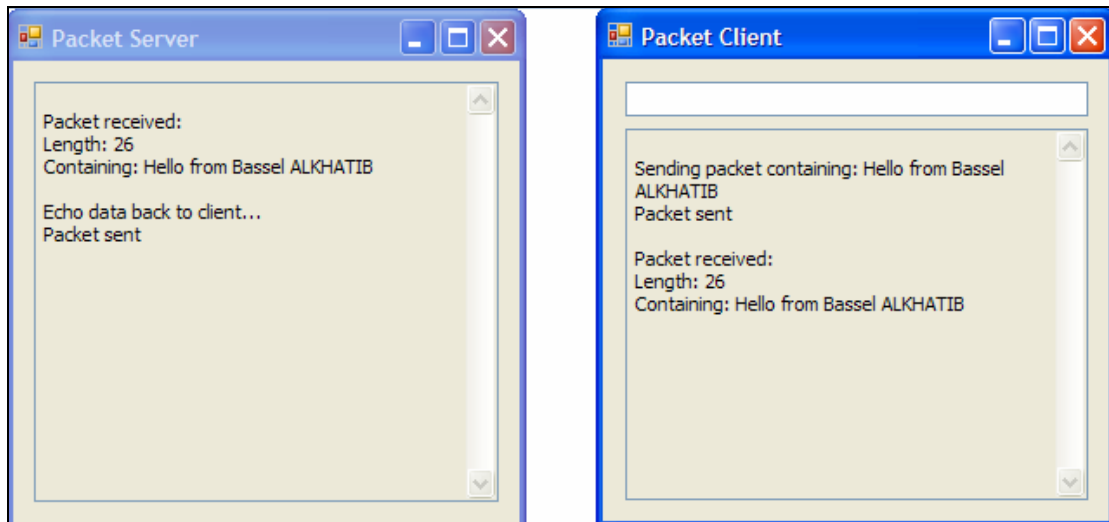 Packet Server
Packet received:
Length: 26
Containing: Hello from Bassel ALKHATIB
Echo data back to client...
Packet sent
Packet Client
Sending packet containing: Hello from Bassel
ALKHATIB
Packet sent
Packet received:
Length: 26
Containing: Hello from Bassel ALKHATIB